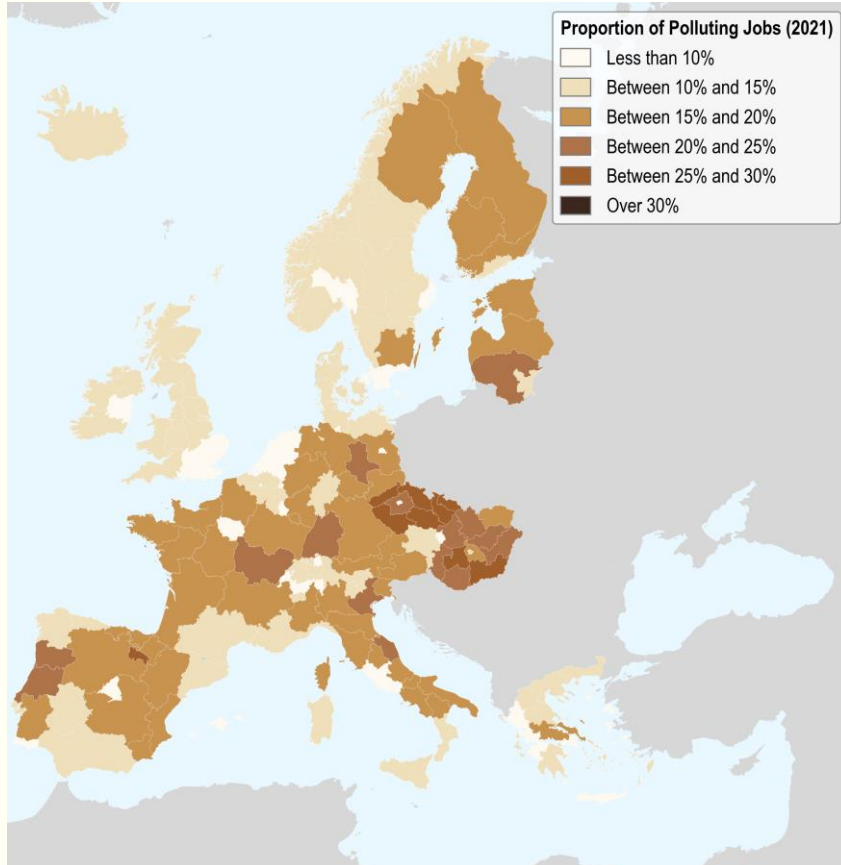 Proportion of Polluting Jobs (2021)
Less than 10%
Between 10% and 15%
Between 15% and 20%
Between 20% and 25%
Between 25% and 30%
Over 30%